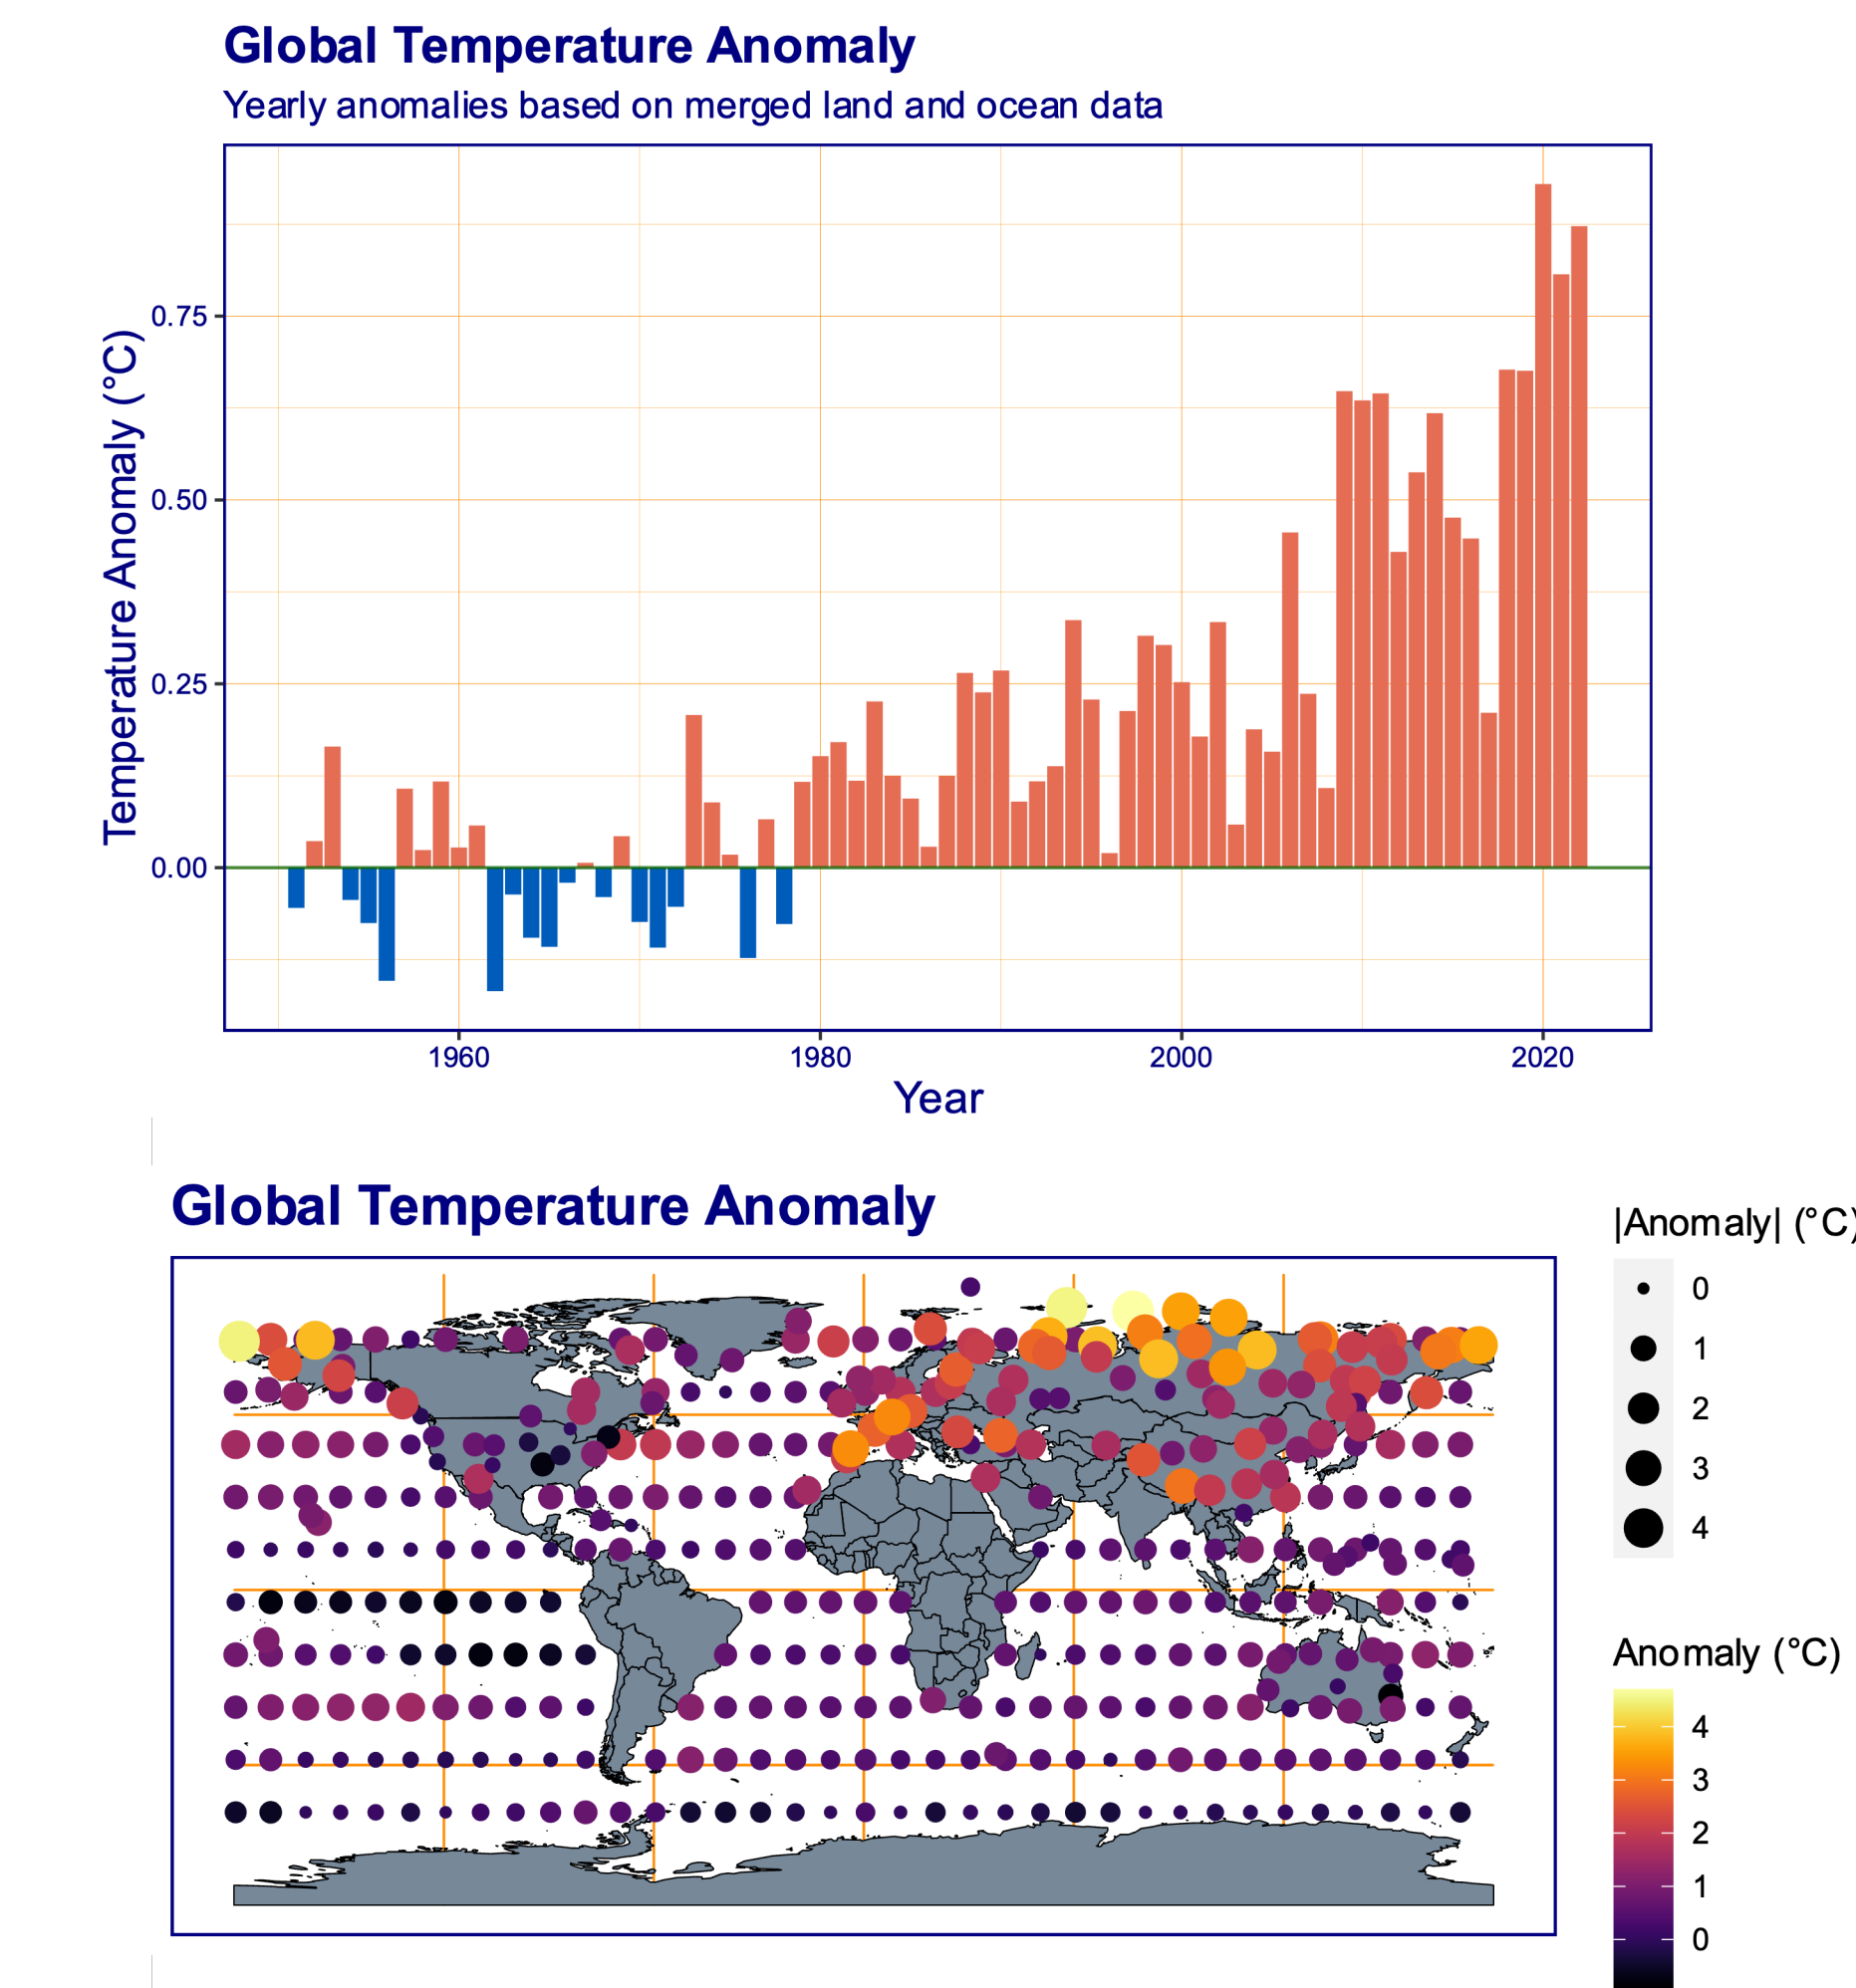 Global Temperature Anomaly
Yearly anomalies based on merged land and ocean data
Temperature Anomaly (°C)
0.75
0.50
0.25
0.00
1960
1980
2000
2020
Year
Global Temperature Anomaly
|Anomaly| (°C)
0
1
2
3
4
Anomaly (°C)
4
3
2
1
0